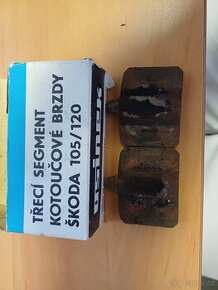 TŘECÍ SEGMENT
KOTOUČOVÉ BRZDY
ŠKODA 105/120